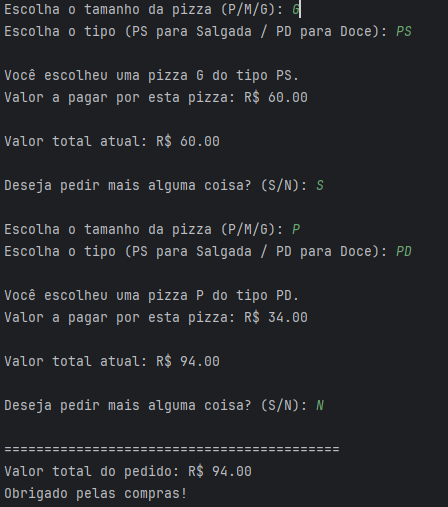 Escolha o tamanho da pizza (P/M/G): G
Escolha o tipo (PS para Salgada / PD para Doce): PS
Você escolheu uma pizza G do tipo PS.
Valor a pagar por esta pizza: R$ 60.00
Valor total atual: R$ 60.00
Deseja pedir mais alguma coisa? (S/N): S
Escolha o tamanho da pizza (P/M/G): P
Escolha o tipo (PS para Salgada / PD para Doce): PD
Você escolheu uma pizza P do tipo PD.
Valor a pagar por esta pizza: R$ 34.00
Valor total atual: R$ 94.00
Deseja pedir mais alguma coisa? (S/N): N
==========================================
Valor total do pedido: R$ 94.00
Obrigado pelas compras!